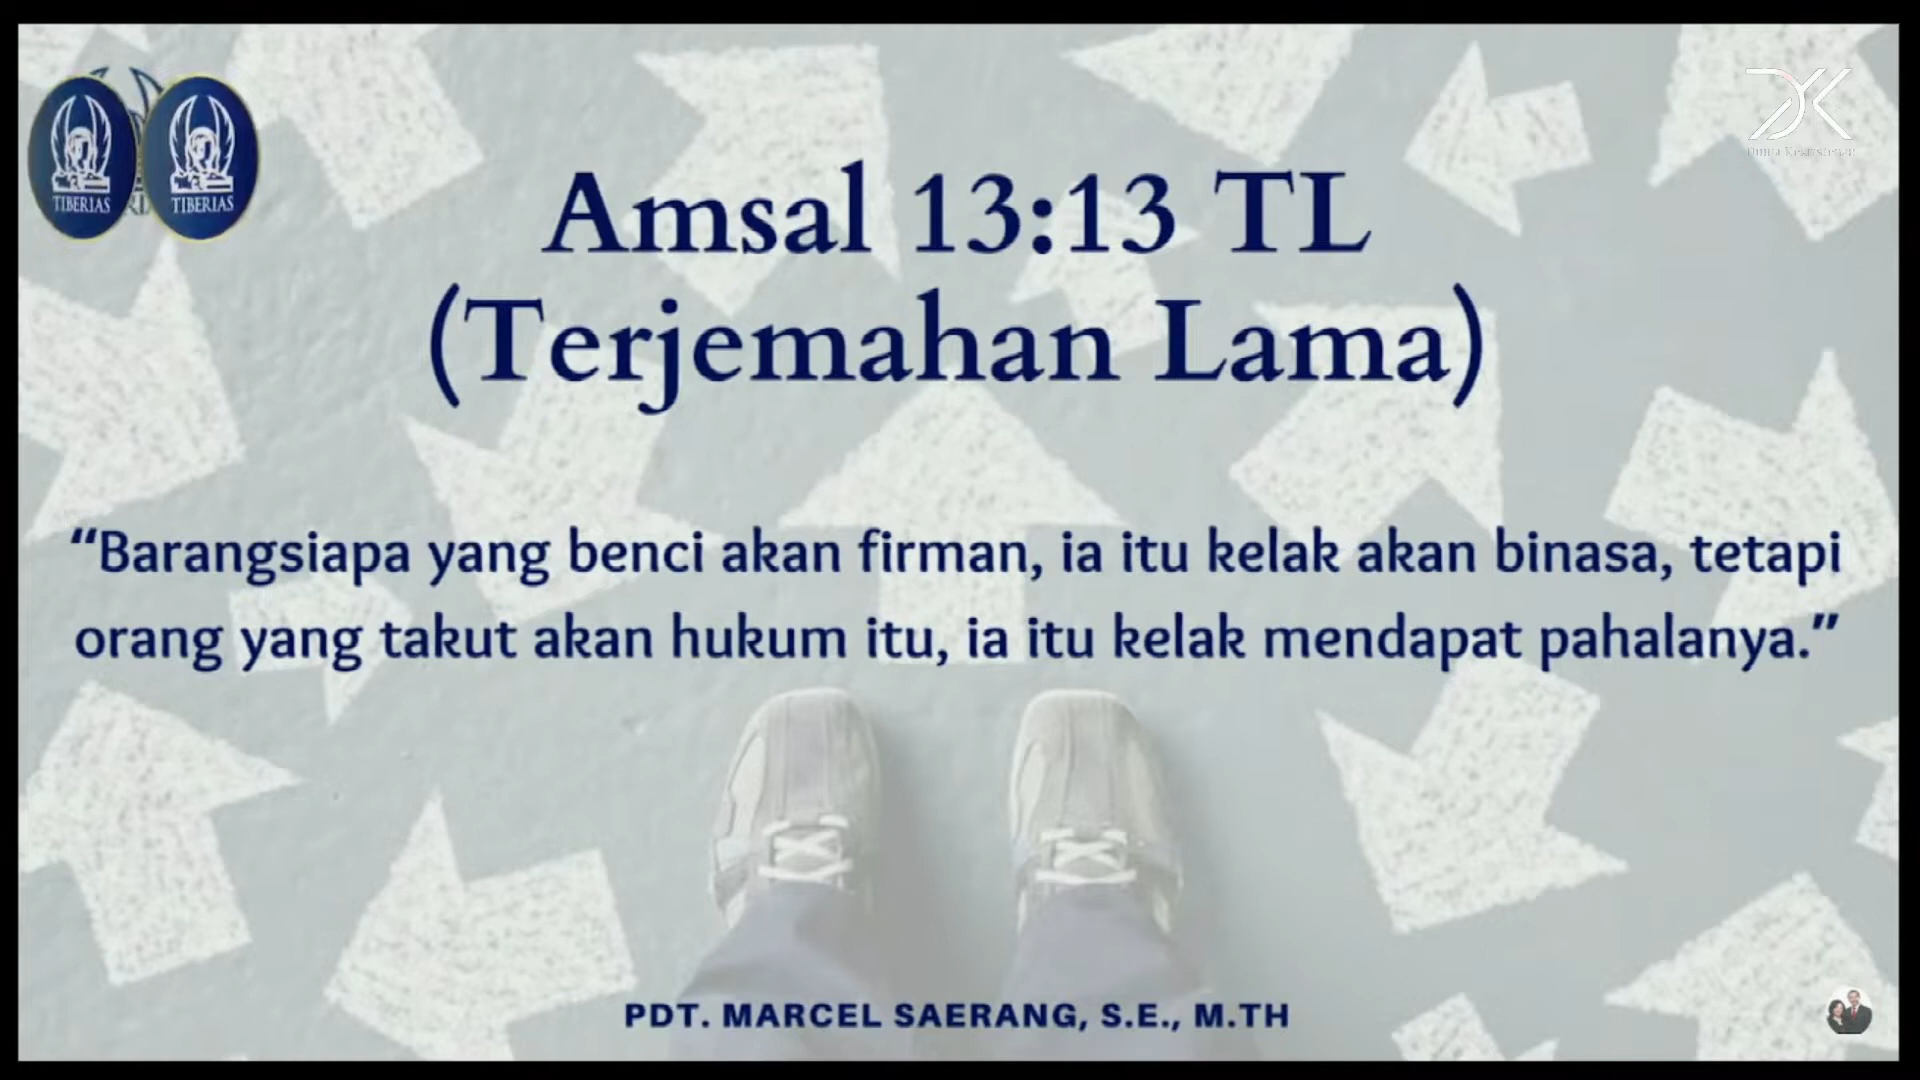 TIBERIAS
TIBERIAS
Amsal 13:13 TL
(Terjemahan Lama)
“Barangsiapa yang benci akan firman, ia itu kelak akan binasa, tetapi
orang yang takut akan hukum itu, ia itu kelak mendapat pahalanya.”
PDT. MARCEL SAERANG, S.E., M.TH